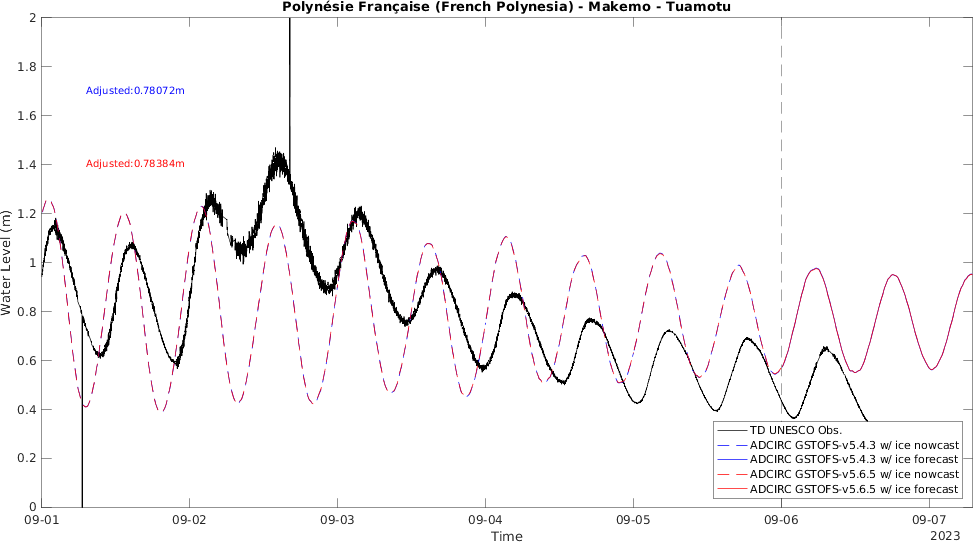 Polynésie Française (French Polynesia) - Makemo - Tuamotu
2
1.8
1.6
1.4
1.2
1
0.8
0.6
0.4
0.2
0
Water Level (m)
Adjusted:0.78072m
Adjusted:0.78384m
TD UNESCO Obs.
ADCIRC GSTOFS-v5.4.3 w/ ice nowcast
ADCIRC GSTOFS-v5.4.3 w/ ice forecast
ADCIRC GSTOFS-v5.6.5 w/ ice nowcast
ADCIRC GSTOFS-v5.6.5 w/ ice forecast
09-01 09-02 09-03 09-04 09-05 09-06 09-07
Time
2023